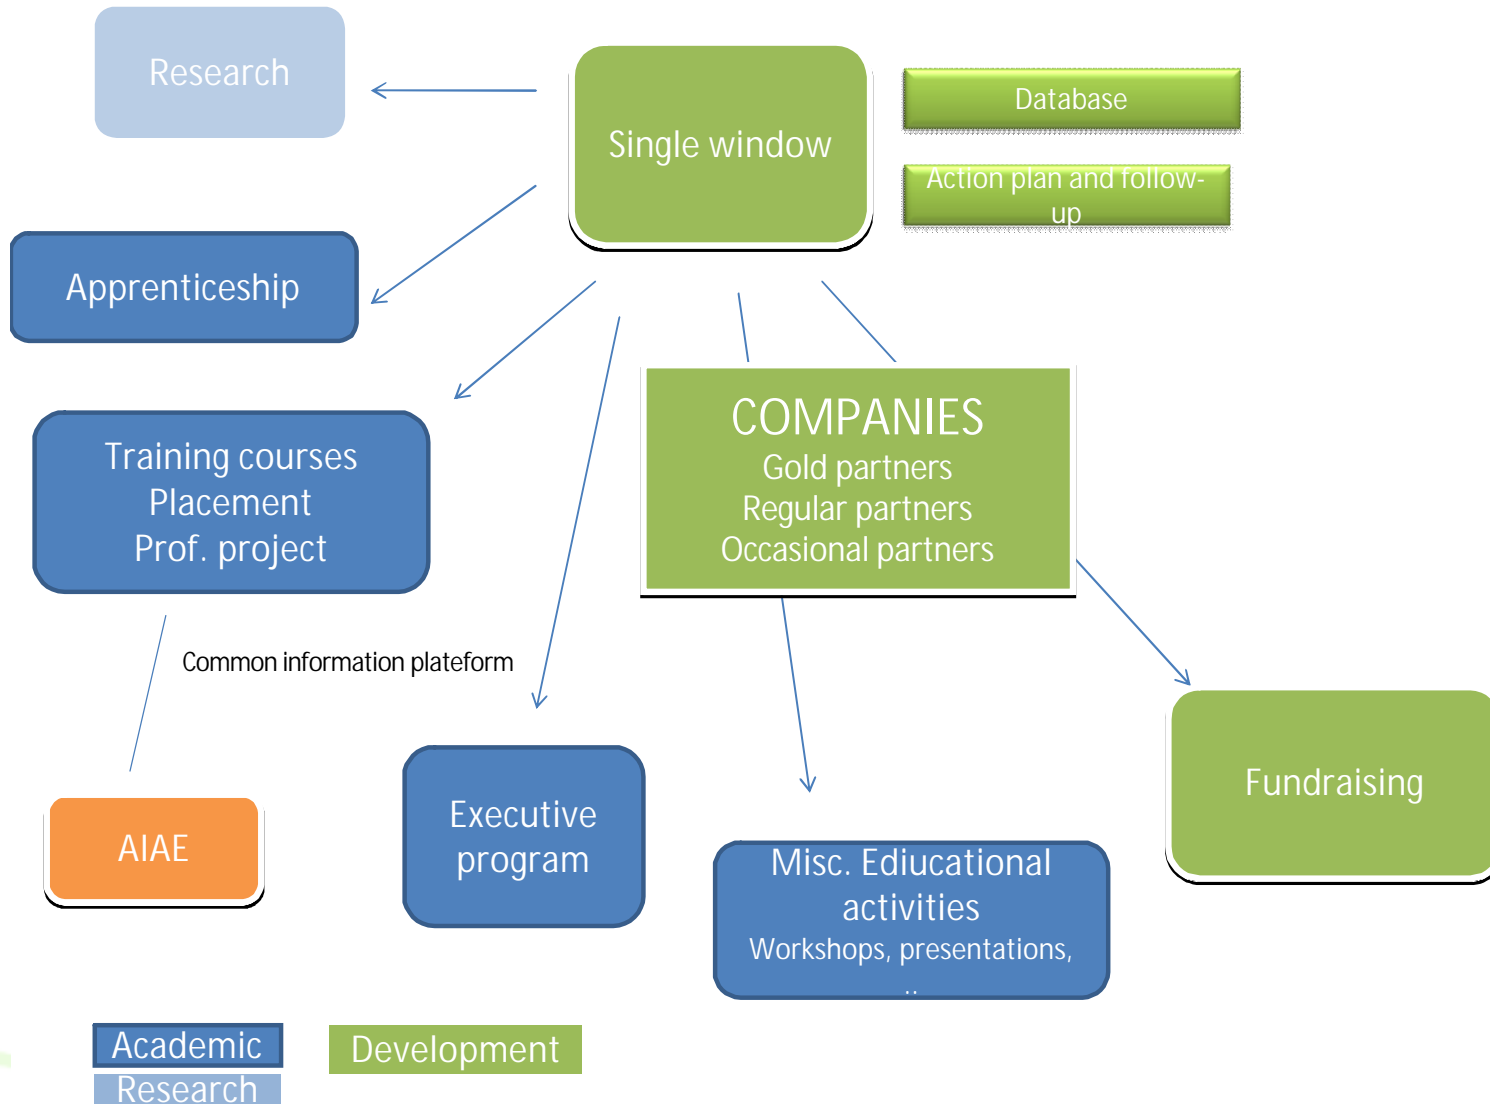 Research
Single window
Database
Action plan and follow-
up
Apprenticeship
COMPANIES
Gold partners
Regular partners
Occasional partners
Training courses
Placement
Prof. project
Common information plateform
Fundraising
AIAE
Executive
program
Misc. Ediucational
activities
Workshops, presentations,
..
Academic
Development
Research